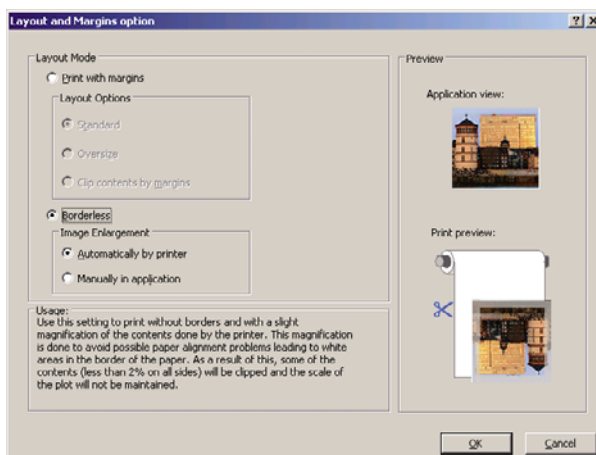 Layout and Margins option
Layout Mode
Print with margins
Layout Options
Standard
Oversize
Clip contents by margins
Borderless
Image Enlargement
Automatically by printer
Manually in application
Usage:
Use this setting to print without borders and with a slight
magnification of the contents done by the printer. This magnification
is done to avoid possible paper alignment problems leading to white
areas in the border of the paper. As a result of this, some of the
contents (less than 2% on all sides) will be clipped and the scale of
the plot will not be maintained.
Preview
Application view:
Print preview:
OK
Cancel